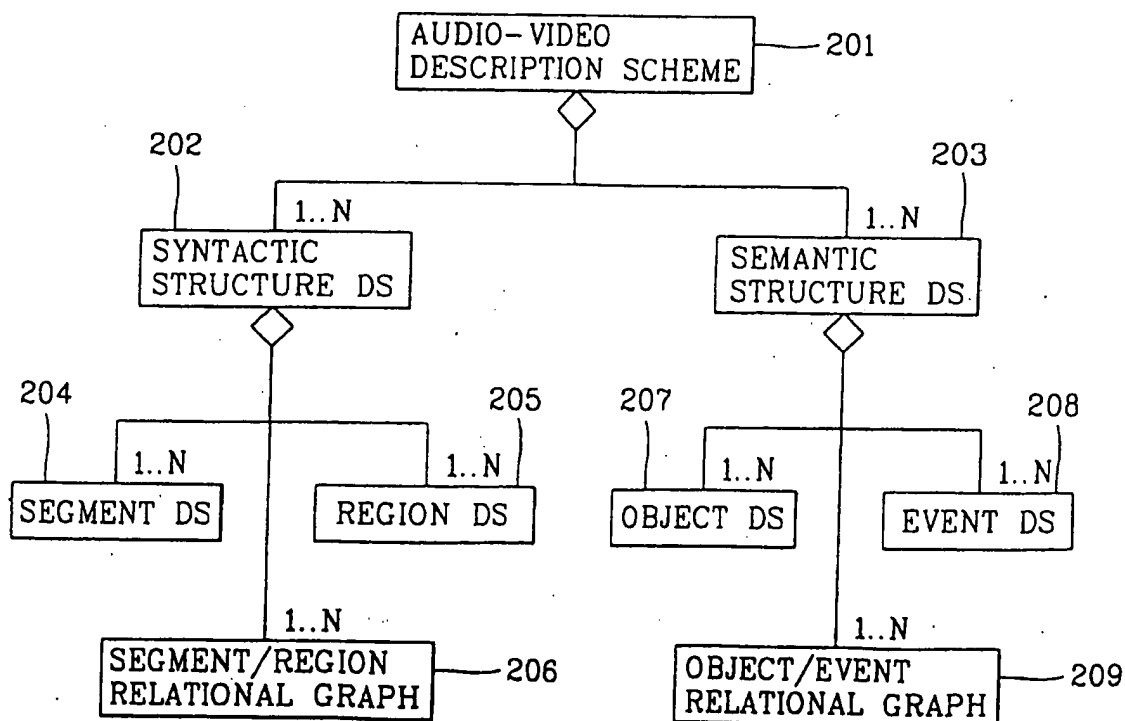 AUDIO-VIDEO
DESCRIPTION SCHEME
201
202
203
1..N
1..N
SYNTACTIC
STRUCTURE DS
SEMANTIC
STRUCTURE DS
204
205
207
208
1..N
1..N
1..N
1..N
SEGMENT DS
REGION DS
OBJECT DS
EVENT DS
1..N
1..N
SEGMENT/REGION
RELATIONAL GRAPH
206
OBJECT/EVENT
RELATIONAL GRAPH
209